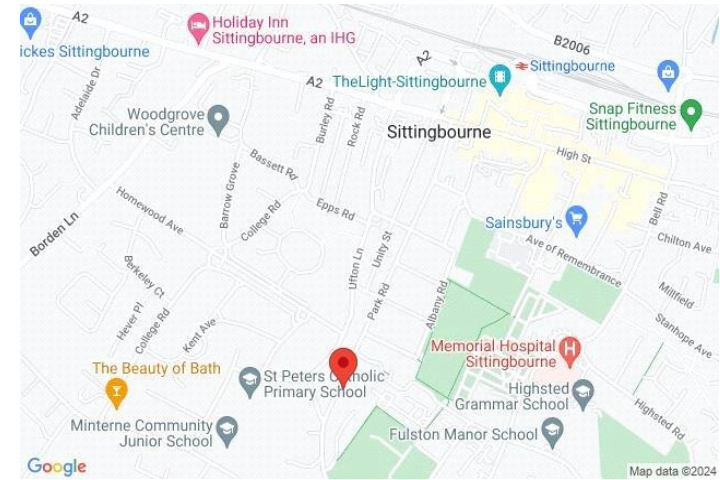 A2
Holiday Inn
Sittingbourne, an IHG
ickes Sittingbourne
A2
B2006
Sittingbourne
Adelaide Dr
A2
TheLight-Sittingbourne
Woodgrove
Children's Centre
Burley Rd
Rock Rd
Sittingbourne
Snap Fitness
Sittingbourne
High St
Bassett Rd
Barrow Grove
Homewood Ave
College Rd
Epps Rd
Bell Rd
Borden Ln
Sainsbury's
Chilton Ave
Ave of Remembrance
Ufton Ln
Unity St
Berkeley Ct
Park Rd
Albany Rd
Millfield
Hever Pl
College Rd
Kent Ave
Stanhope Ave
Memorial Hospital
Sittingbourne
The Beauty of Bath
St Peters Catholic
Primary School
Highsted
Grammar School
Highsted Rd
Minterne Community
Junior School
Fulston Manor School
Google
Map data ©2024